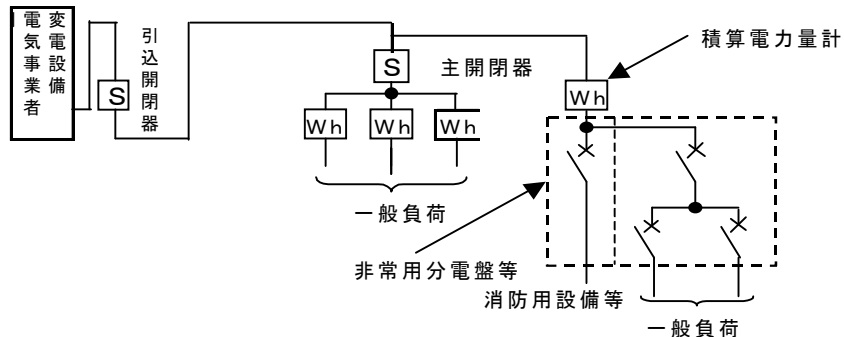 電気事業者
変電設備
引込開閉器
S
S
主開閉器
積算電力量計
Wh
Wh
Wh
Wh
一般負荷
非常用分電盤等
消防用設備等
一般負荷